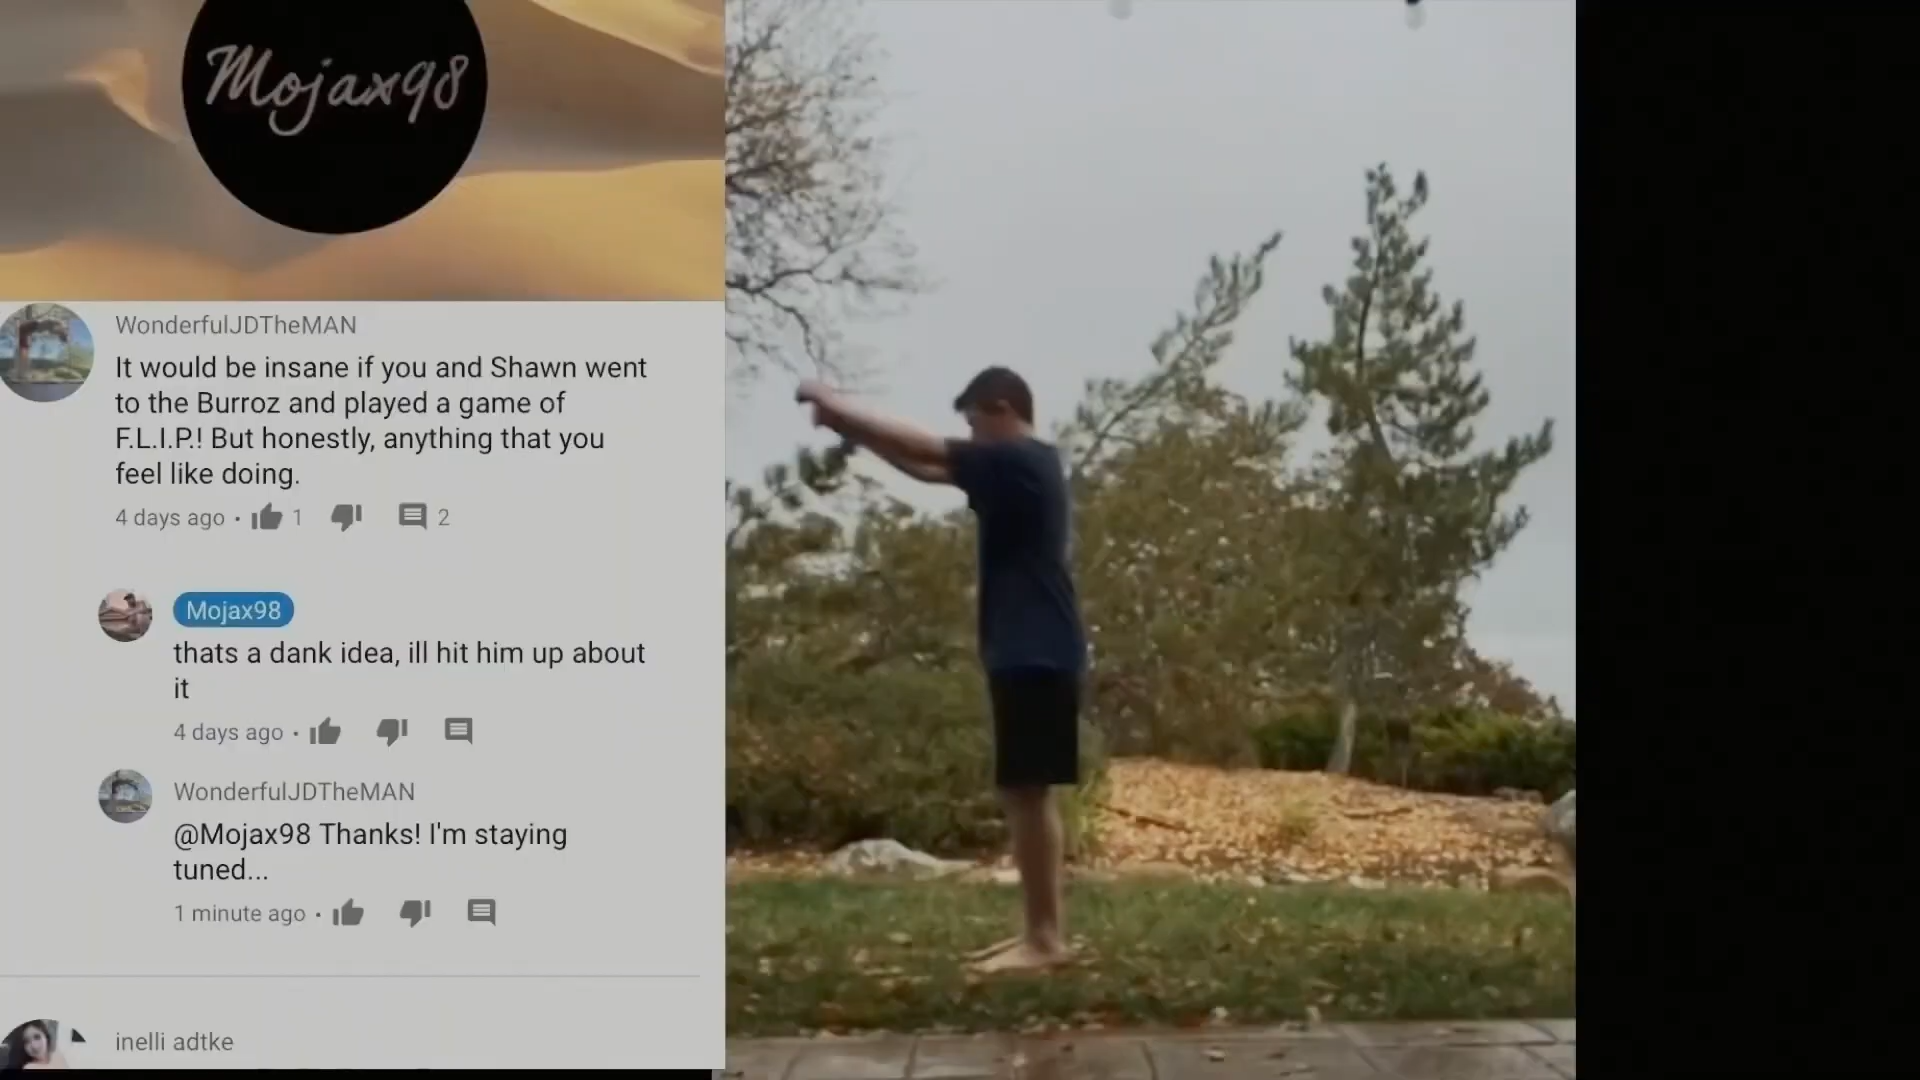 Mojax98
WonderfulJDTheMAN
It would be insane if you and Shawn went
to the Burroz and played a game of
F.L.I.P.! But honestly, anything that you
feel like doing.
4 days ago • 1 2
Mojax98
thats a dank idea, ill hit him up about
it
4 days ago •
WonderfulJDTheMAN
@Mojax98 Thanks! I'm staying
tuned...
1 minute ago •
inelli adtke